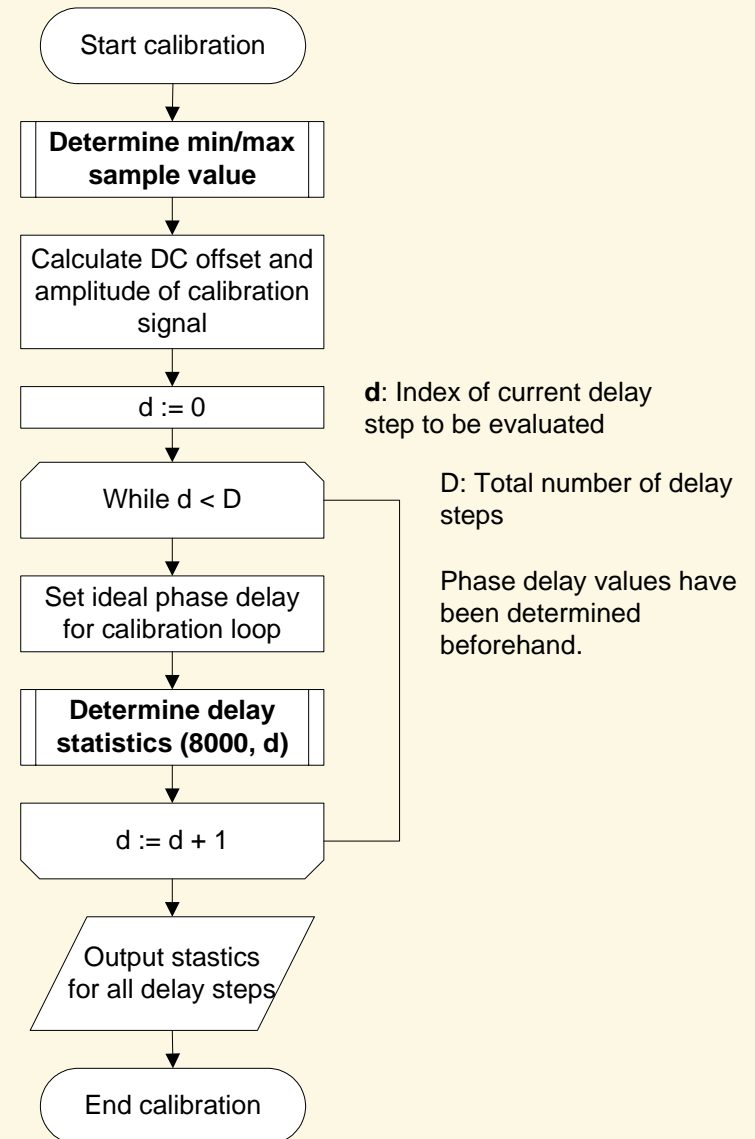 Start calibration
Determine min/max
sample value
Calculate DC offset and
amplitude of calibration
signal
d := 0
d: Index of current delay
step to be evaluated
While d < D
D: Total number of delay
steps
Phase delay values have
been determined
beforehand.
Set ideal phase delay
for calibration loop
Determine delay
statistics (8000, d)
d := d + 1
Output stastics
for all delay steps
End calibration